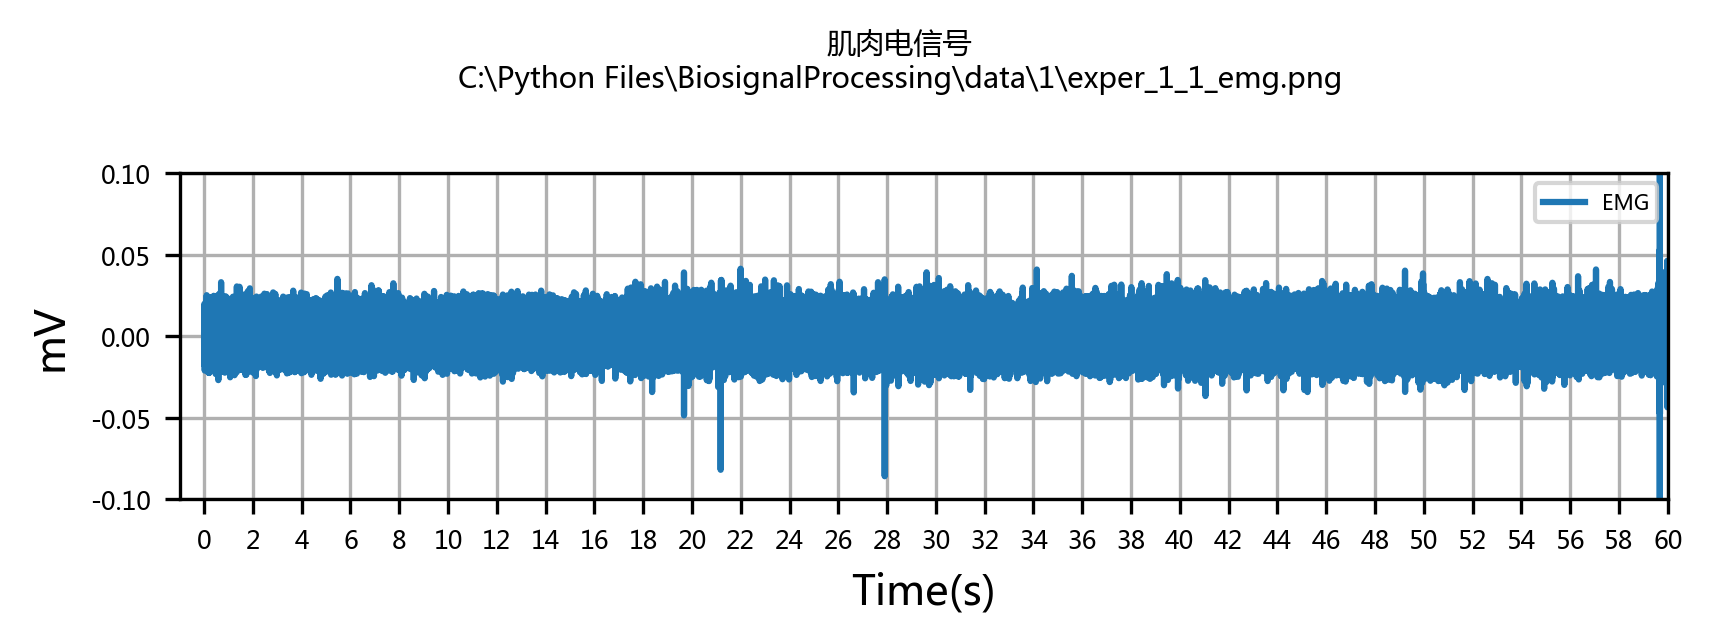 肌肉电信号
C:\Python Files\BiosignalProcessing\data\1\exper_1_1_emg.png
EMG
0.10
0.05
0.00
-0.05
-0.10
mV
0 2 4 6 8 10 12 14 16 18 20 22 24 26 28 30 32 34 36 38 40 42 44 46 48 50 52 54 56 58 60
Time(s)